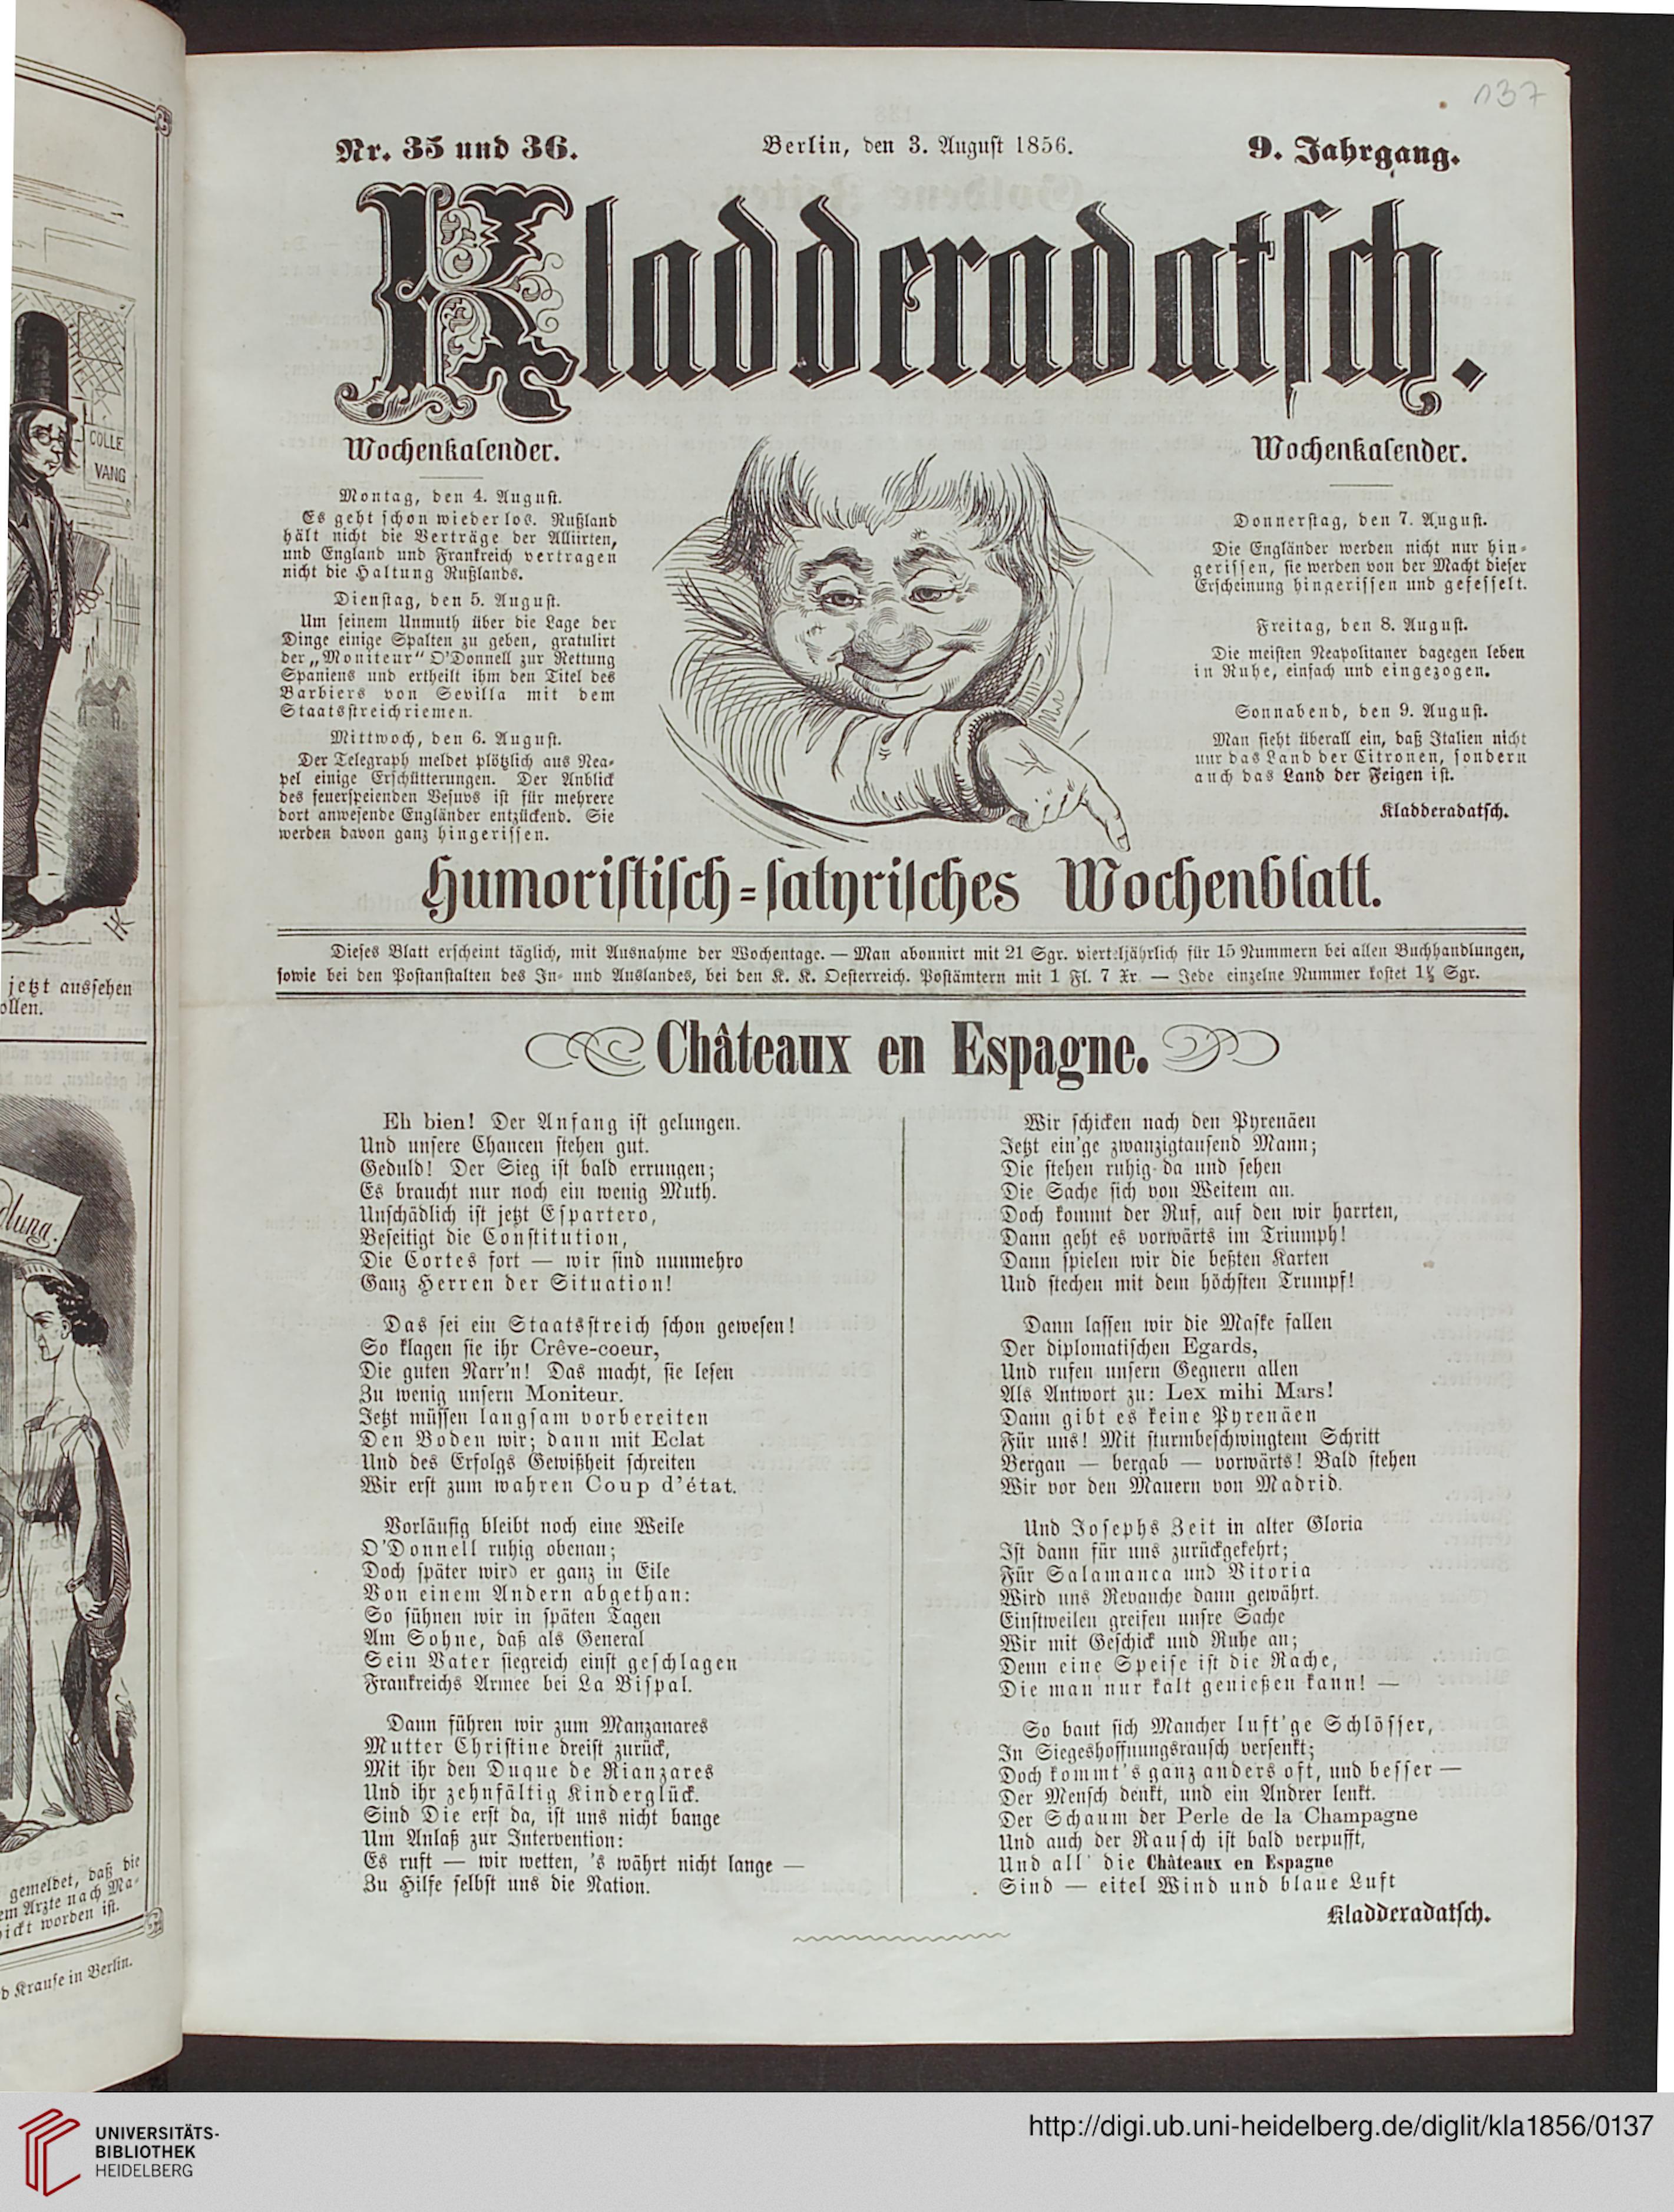 137
Nr. 35 und 36.
Berlin, den 3. August 1856.
9. Jahrgang.
Kladderadatsch.
Wochenkalender.
Montag, den 4. August.
Es geht schon wieder los. Rußland
hält nicht die Verträge der Alliirten,
und England und Frankreich vertragen
nicht die Haltung Rußlands.
Dienstag, den 5. August.
Um seinem Unmuth über die Lage der
Dinge einige Spalten zu geben, gratulirt
der „Moniteur“ O'Donnell zur Rettung
Spaniens und ertheilt ihm den Titel des
Barbiers von Sevilla mit dem
Staatsstreichriemen.
Mittwoch, den 6. August.
Der Telegraph meldet plötzlich aus Nea-
pel einige Erschütterungen. Der Anblick
des feuerspeienden Vesuvs ist für mehrere
dort anwesende Engländer entzückend. Sie
werden davon ganz hingerissen.
Wochenkalender.
Donnerstag, den 7. August.
Die Engländer werden nicht nur hin-
gerissen, sie werden von der Macht dieser
Erscheinung hingerissen und gefesselt.
Freitag, den 8. August.
Die meisten Neapolitaner dagegen leben
in Ruhe, einfach und eingezogen.
Sonnabend, den 9. August.
Man sieht überall ein, daß Italien nicht
nur das Land der Citronen, sondern
auch das Land der Feigen ist.
Kladderadatsch.
Humoristisch-satyrisches Wochenblatt.
Dieses Blatt erscheint täglich, mit Ausnahme der Wochentage. — Man abonnirt mit 21 Sgr. vierteljährlich für 15 Nummern bei allen Buchhandlungen,
sowie bei den Postanstalten des In- und Auslandes, bei den K. K. Oesterreich. Postämtern mit 1 Fl. 7 Xr. — Jede einzelne Nummer kostet 1½ Sgr.
Châteaux en Espagne.
Eh bien! Der Anfang ist gelungen.
Und unsere Chancen stehen gut.
Geduld! Der Sieg ist bald errungen;
Es braucht nur noch ein wenig Muth.
Unschädlich ist jetzt Espartero,
Beseitigt die Constitution,
Die Cortes fort — wir sind nunmehro
Ganz Herren der Situation!
Das sei ein Staatsstreich schon gewesen!
So klagen sie ihr Crêve-coeur,
Die guten Narr'n! Das macht, sie lesen
Zu wenig unsern Moniteur.
Jetzt müssen langsam vorbereiten
Den Boden wir; dann mit Eclat
Und des Erfolgs Gewißheit schreiten
Wir erst zum wahren Coup d'état.
Vorläufig bleibt noch eine Weile
O'Donnell ruhig obenan;
Doch später wird er ganz in Eile
Von einem Andern abgethan:
So sühnen wir in späten Tagen
Am Sohne, daß als General
Sein Vater siegreich einst geschlagen
Frankreichs Armee bei La Bispal.
Dann führen wir zum Manzanares
Mutter Christine dreist zurück,
Mit ihr den Duque de Rianzares
Und ihr zehnfältig Kinderglück.
Sind Die erst da, ist uns nicht bange
Um Anlaß zur Intervention:
Es ruft — wir wetten, 's währt nicht lange —
Zu Hilfe selbst uns die Nation.
Wir schicken nach den Pyrenäen
Jetzt ein'ge zwanzigtausend Mann;
Die stehen ruhig da und sehen
Die Sache sich von Weitem an.
Doch kommt der Ruf, auf den wir harrten,
Dann geht es vorwärts im Triumph!
Dann spielen wir die beßten Karten
Und stechen mit dem höchsten Trumpf!
Dann lassen wir die Maske fallen
Der diplomatischen Egards,
Und rufen unsern Gegnern allen
Als Antwort zu: Lex mihi Mars!
Dann gibt es keine Pyrenäen
Für uns! Mit sturmbeschwingtem Schritt
Bergan — bergab — vorwärts! Bald stehen
Wir vor den Mauern von Madrid.
Und Josephs Zeit in alter Gloria
Ist dann für uns zurückgekehrt;
Für Salamanca und Vitoria
Wird uns Revanche dann gewährt.
Einstweilen greifen unsre Sache
Wir mit Geschick und Ruhe an;
Denn eine Speise ist die Rache,
Die man nur kalt genießen kann! —
So baut sich Mancher luft'ge Schlösser,
In Siegeshoffnungsrausch versenkt;
Doch kommt's ganz anders oft, und besser —
Der Mensch denkt, und ein Andrer lenkt.
Der Schaum der Perle de la Champagne
Und auch der Rausch ist bald verpufft,
Und all' die Châteaux en Espagne
Sind — eitel Wind und blaue Luft
Kladderadatsch.
COLLE
VANG
HK
jetzt aussehen
ollen.
dlung.
gemeldet, daß die
em Arzte nach Ma-
ickt worden ist.
d Krause in Berlin.
UNIVERSITÄTS-
BIBLIOTHEK
HEIDELBERG
http://digi.ub.uni-heidelberg.de/diglit/kla1856/0137